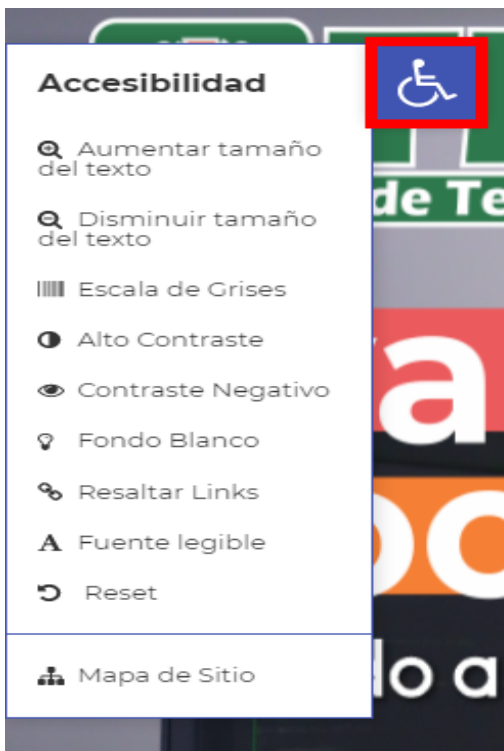 Accesibilidad
Aumentar tamaño
del texto
Disminuir tamaño
del texto
Escala de Grises
Alto Contraste
Contraste Negativo
Fondo Blanco
Resaltar Links
Fuente legible
Reset
Mapa de Sitio
de Te
a
o a